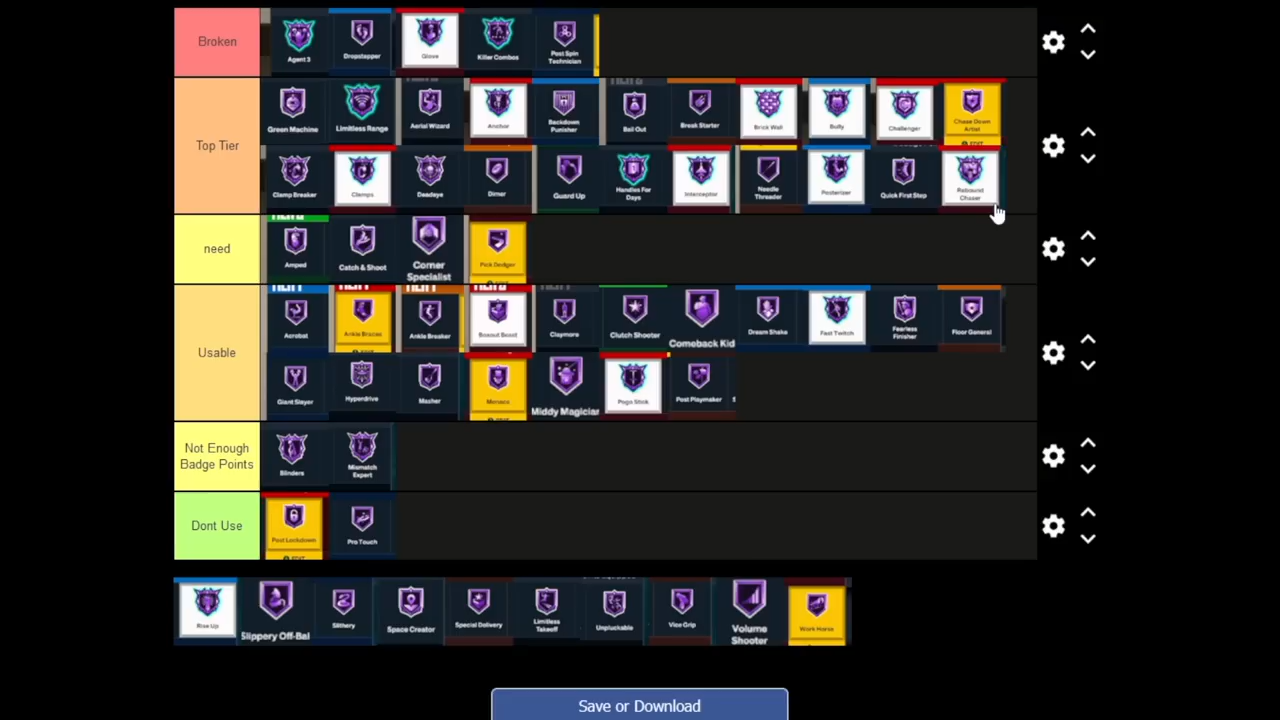 Broken
Agent 3
Dropstepper
Glove
Killer Combos
Post Spin
Technician
Top Tier
Green Machine
Limitless Range
Aerial Wizard
Anchor
Backdown
Punisher
Bail Out
Break Starter
Brick Wall
Bully
Challenger
Chase Down
Artist
Clamp Breaker
Clamps
Deadeye
Dimer
Guard Up
Handles For
Days
Interceptor
Needle
Threader
Posterizer
Quick First Step
Rebound
Chaser
need
Amped
Catch & Shoot
Corner
Specialist
Pick Dodger
Usable
Acrobat
Ankle Braces
Ankle Breaker
Boxout Beast
Claymore
Clutch Shooter
Comeback Kid
Dream Shake
Fast Twitch
Fearless
Finisher
Floor General
Giant Slayer
Hyperdrive
Masher
Menace
Middy Magician
Pogo Stick
Post Playmaker
Not Enough
Badge Points
Blinders
Mismatch
Expert
Dont Use
Post Lockdown
EDIT
Pro Touch
Rise Up
Slippery Off-Bal
Slithery
Space Creator
Special Delivery
Limitless
Takeoff
Unpluckable
Vice Grip
Volume
Shooter
Work Horse
Save or Download